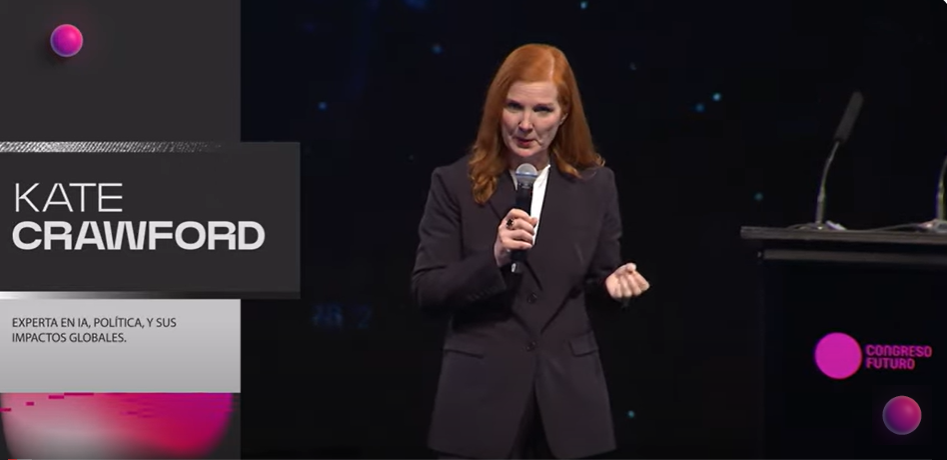 KATE
CRAWFORD
EXPERTA EN IA, POLÍTICA, Y SUS
IMPACTOS GLOBALES.
CONGRESO
FUTURO